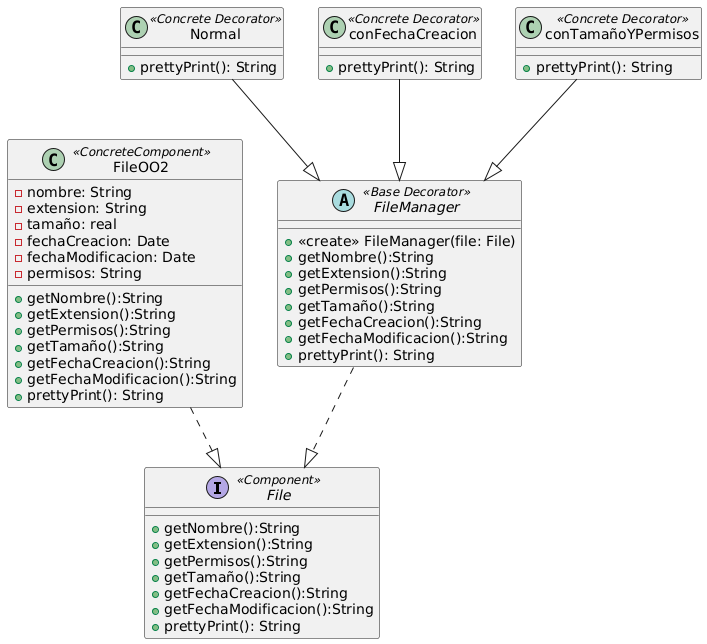 C «Concrete Decorator»
Normal
prettyPrint(): String
C «Concrete Decorator»
conFechaCreacion
prettyPrint(): String
C «Concrete Decorator»
conTamañoYPermisos
prettyPrint(): String
C «ConcreteComponent»
FileOO2
nombre: String
extension: String
tamaño: real
fechaCreacion: Date
fechaModificacion: Date
permisos: String
getNombre():String
getExtension():String
getPermisos():String
getTamaño():String
getFechaCreacion():String
getFechaModificacion():String
prettyPrint(): String
A «Base Decorator»
FileManager
«create» FileManager(file: File)
getNombre():String
getExtension():String
getPermisos():String
getTamaño():String
getFechaCreacion():String
getFechaModificacion():String
prettyPrint(): String
I «Component»
File
getNombre():String
getExtension():String
getPermisos():String
getTamaño():String
getFechaCreacion():String
getFechaModificacion():String
prettyPrint(): String